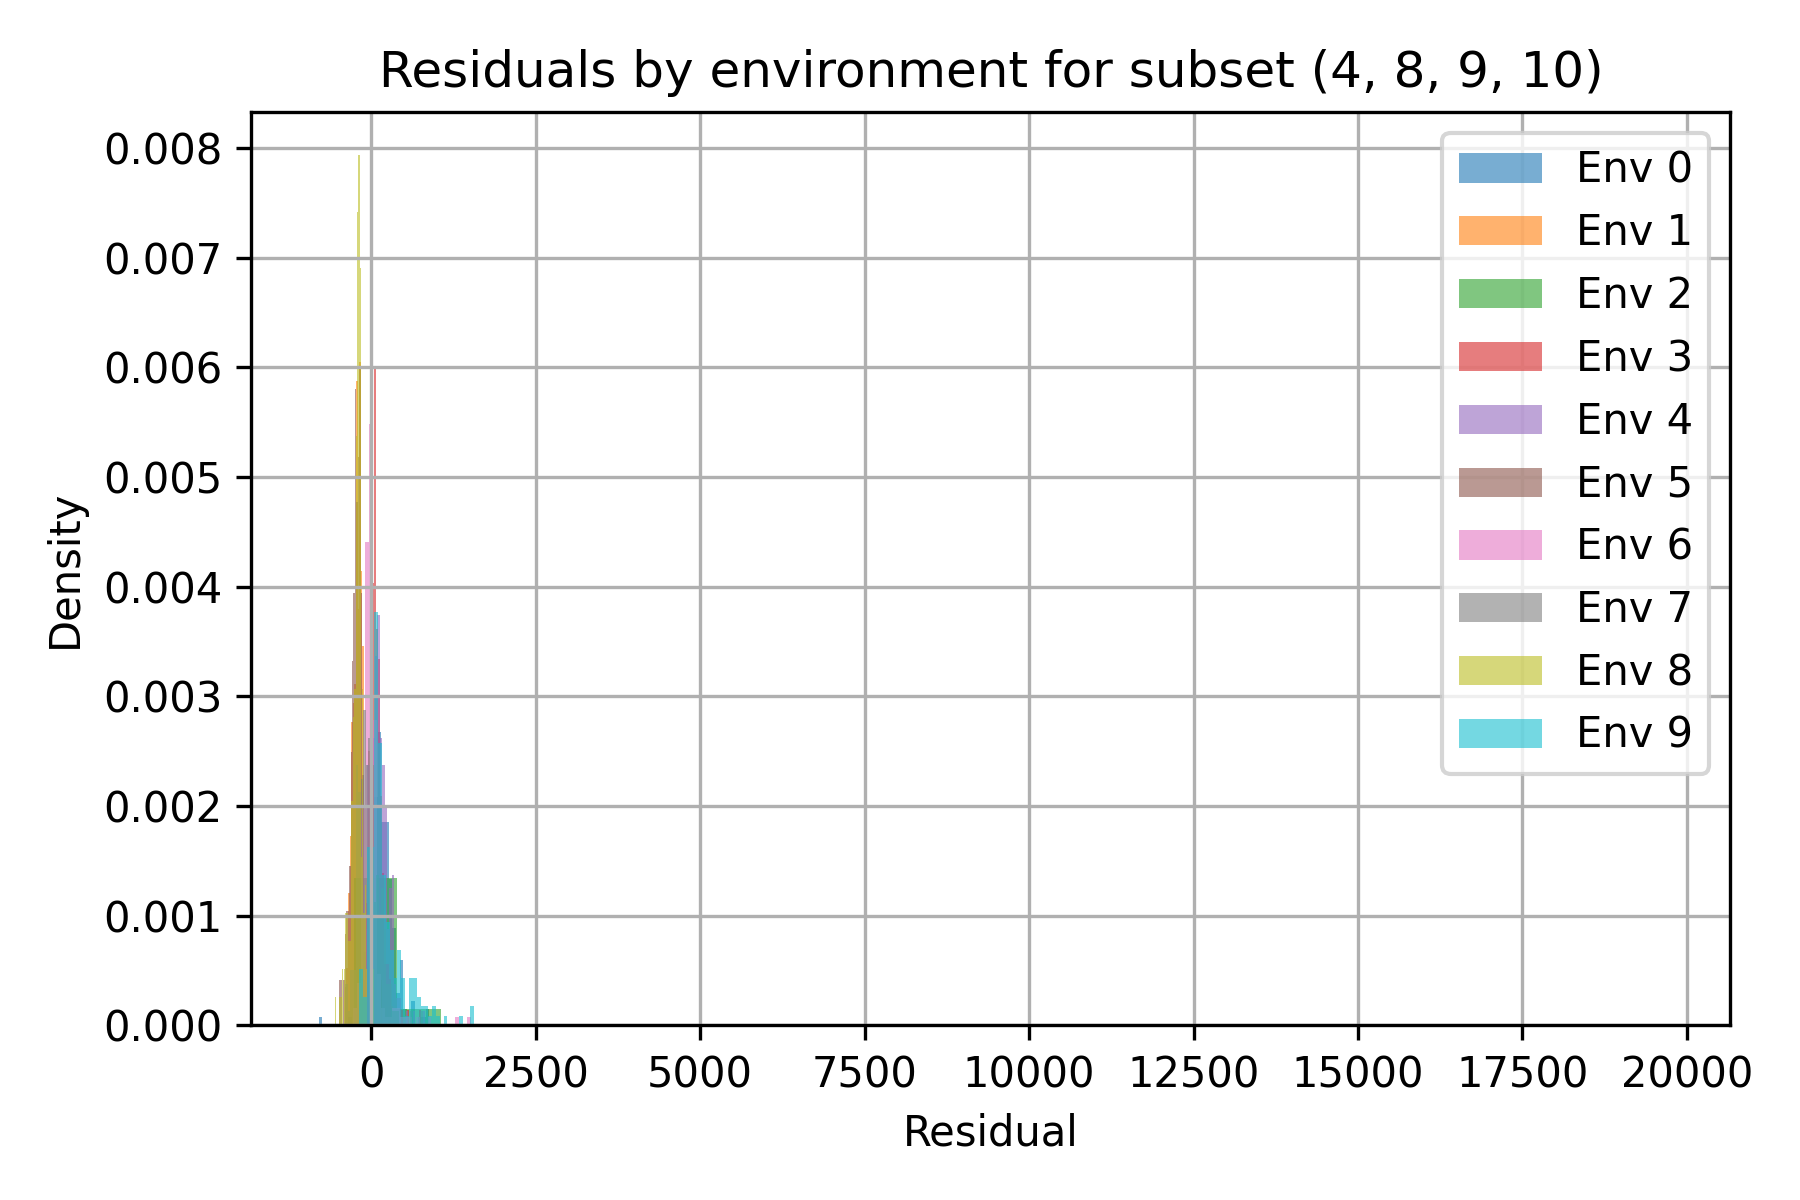 Residuals by environment for subset (4, 8, 9, 10)
0.008
0.007
0.006
0.005
0.004
0.003
0.002
0.001
0.000
Density
Env 0
Env 1
Env 2
Env 3
Env 4
Env 5
Env 6
Env 7
Env 8
Env 9
0 2500 5000 7500 10000 12500 15000 17500 20000
Residual